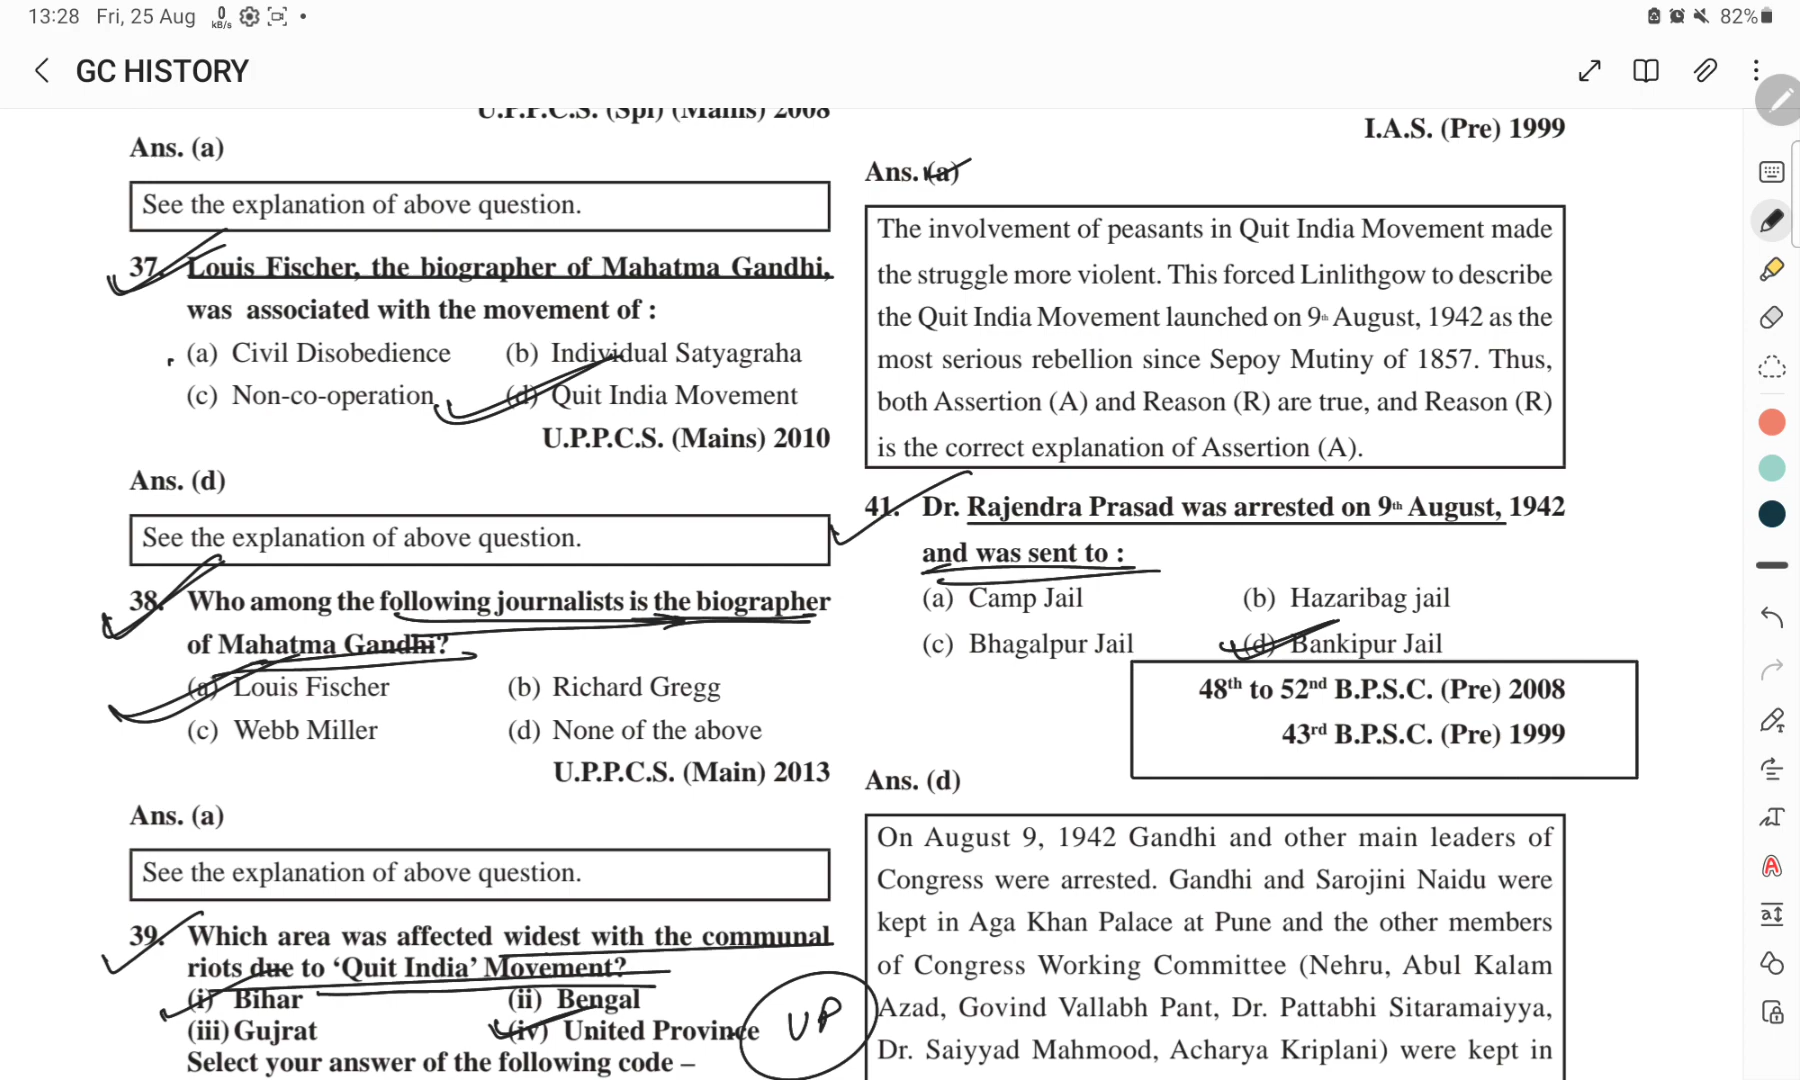 13:28 Fri, 25 Aug 0 kB/s
82%
GC HISTORY
U.P.P.C.S. (Spl) (Mains) 2008
Ans. (a)
See the explanation of above question.
37. Louis Fischer, the biographer of Mahatma Gandhi,
was associated with the movement of :
(a) Civil Disobedience (b) Individual Satyagraha
(c) Non-co-operation (d) Quit India Movement
U.P.P.C.S. (Mains) 2010
Ans. (d)
See the explanation of above question.
38. Who among the following journalists is the biographer
of Mahatma Gandhi?
(a) Louis Fischer (b) Richard Gregg
(c) Webb Miller (d) None of the above
U.P.P.C.S. (Main) 2013
Ans. (a)
See the explanation of above question.
39. Which area was affected widest with the communal
riots due to ‘Quit India’ Movement?
(i) Bihar (ii) Bengal
(iii) Gujrat (iv) United Province
UP
Select your answer of the following code –
I.A.S. (Pre) 1999
Ans. (a)
The involvement of peasants in Quit India Movement made
the struggle more violent. This forced Linlithgow to describe
the Quit India Movement launched on 9th August, 1942 as the
most serious rebellion since Sepoy Mutiny of 1857. Thus,
both Assertion (A) and Reason (R) are true, and Reason (R)
is the correct explanation of Assertion (A).
41. Dr. Rajendra Prasad was arrested on 9th August, 1942
and was sent to :
(a) Camp Jail (b) Hazaribag jail
(c) Bhagalpur Jail (d) Bankipur Jail
48th to 52nd B.P.S.C. (Pre) 2008
43rd B.P.S.C. (Pre) 1999
Ans. (d)
On August 9, 1942 Gandhi and other main leaders of
Congress were arrested. Gandhi and Sarojini Naidu were
kept in Aga Khan Palace at Pune and the other members
of Congress Working Committee (Nehru, Abul Kalam
Azad, Govind Vallabh Pant, Dr. Pattabhi Sitaramaiyya,
Dr. Saiyyad Mahmood, Acharya Kriplani) were kept in